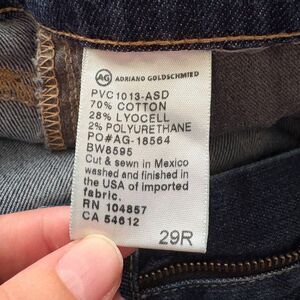 AG ADRIANO GOLDSCHMIED
PVC1013-ASD
70% COTTON
28% LYOCELL
2% POLYURETHANE
PO#AG-18564
BW8595
Cut & sewn in Mexico
washed and finished in
the USA of imported
fabric.
RN 104857
CA 54612
29R